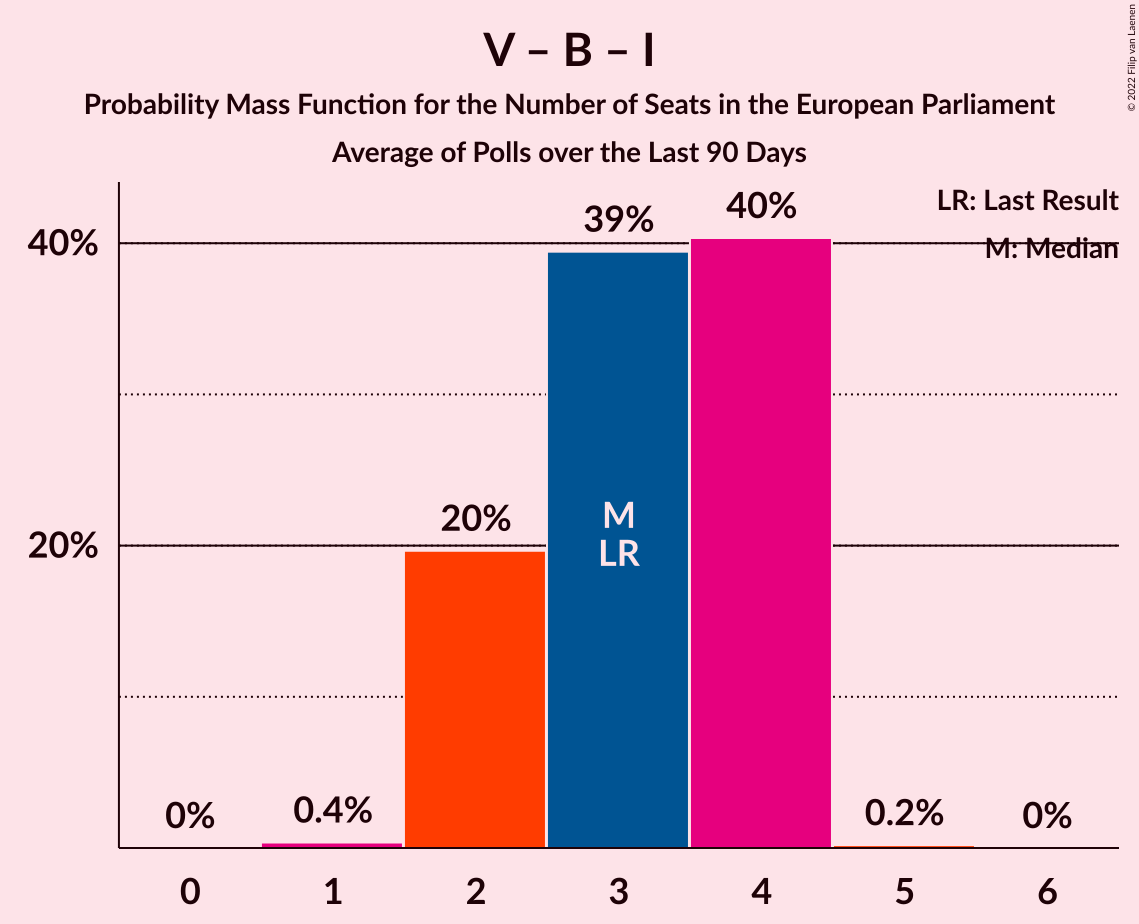 V – B – I
Probability Mass Function for the Number of Seats in the European Parliament
Average of Polls over the Last 90 Days
© 2022 Filip van Laenen
LR: Last Result
M: Median
40%
20%
0%
0.4%
20%
39%
40%
0.2%
0%
M
LR
0
1
2
3
4
5
6